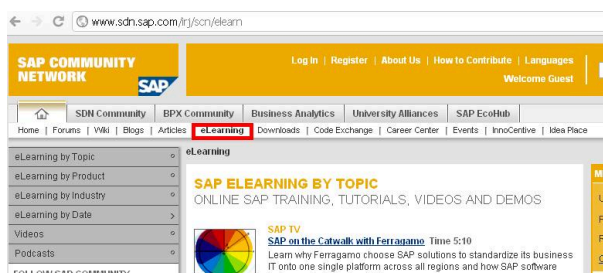 www.sdn.sap.com/irj/scn/elearn
SAP COMMUNITY
NETWORK
SAP
Log In | Register | About Us | How to Contribute | Languages
Welcome Guest
SDN Community | BPX Community | Business Analytics | University Alliances | SAP EcoHub
Home | Forums | Wiki | Blogs | Articles | eLearning | Downloads | Code Exchange | Career Center | Events | InnoCentive | Idea Place
eLearning by Topic
eLearning by Product
eLearning by Industry
eLearning by Date
Videos
Podcasts
FOLLOW SAP COMMUNITY
eLearning
SAP ELEARNING BY TOPIC
ONLINE SAP TRAINING, TUTORIALS, VIDEOS AND DEMOS
SAP TV
SAP on the Catwalk with Ferragamo Time 5:10
Learn why Ferragamo choose SAP solutions to standardize its business
IT onto one single platform across all regions and how SAP software